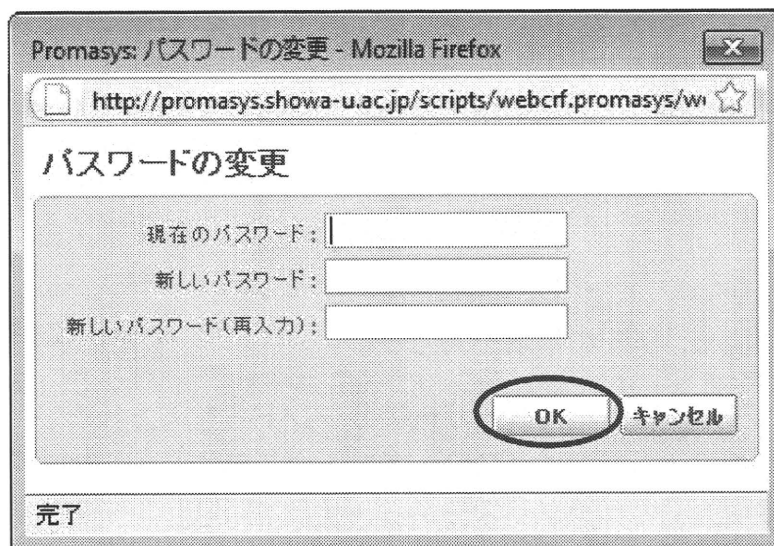 Promasys: パスワードの変更 - Mozilla Firefox
http://promasys.showa-u.ac.jp/scripts/webcrf.promasys/w
パスワードの変更
現在のパスワード:
新しいパスワード:
新しいパスワード(再入力):
OK キャンセル
完了